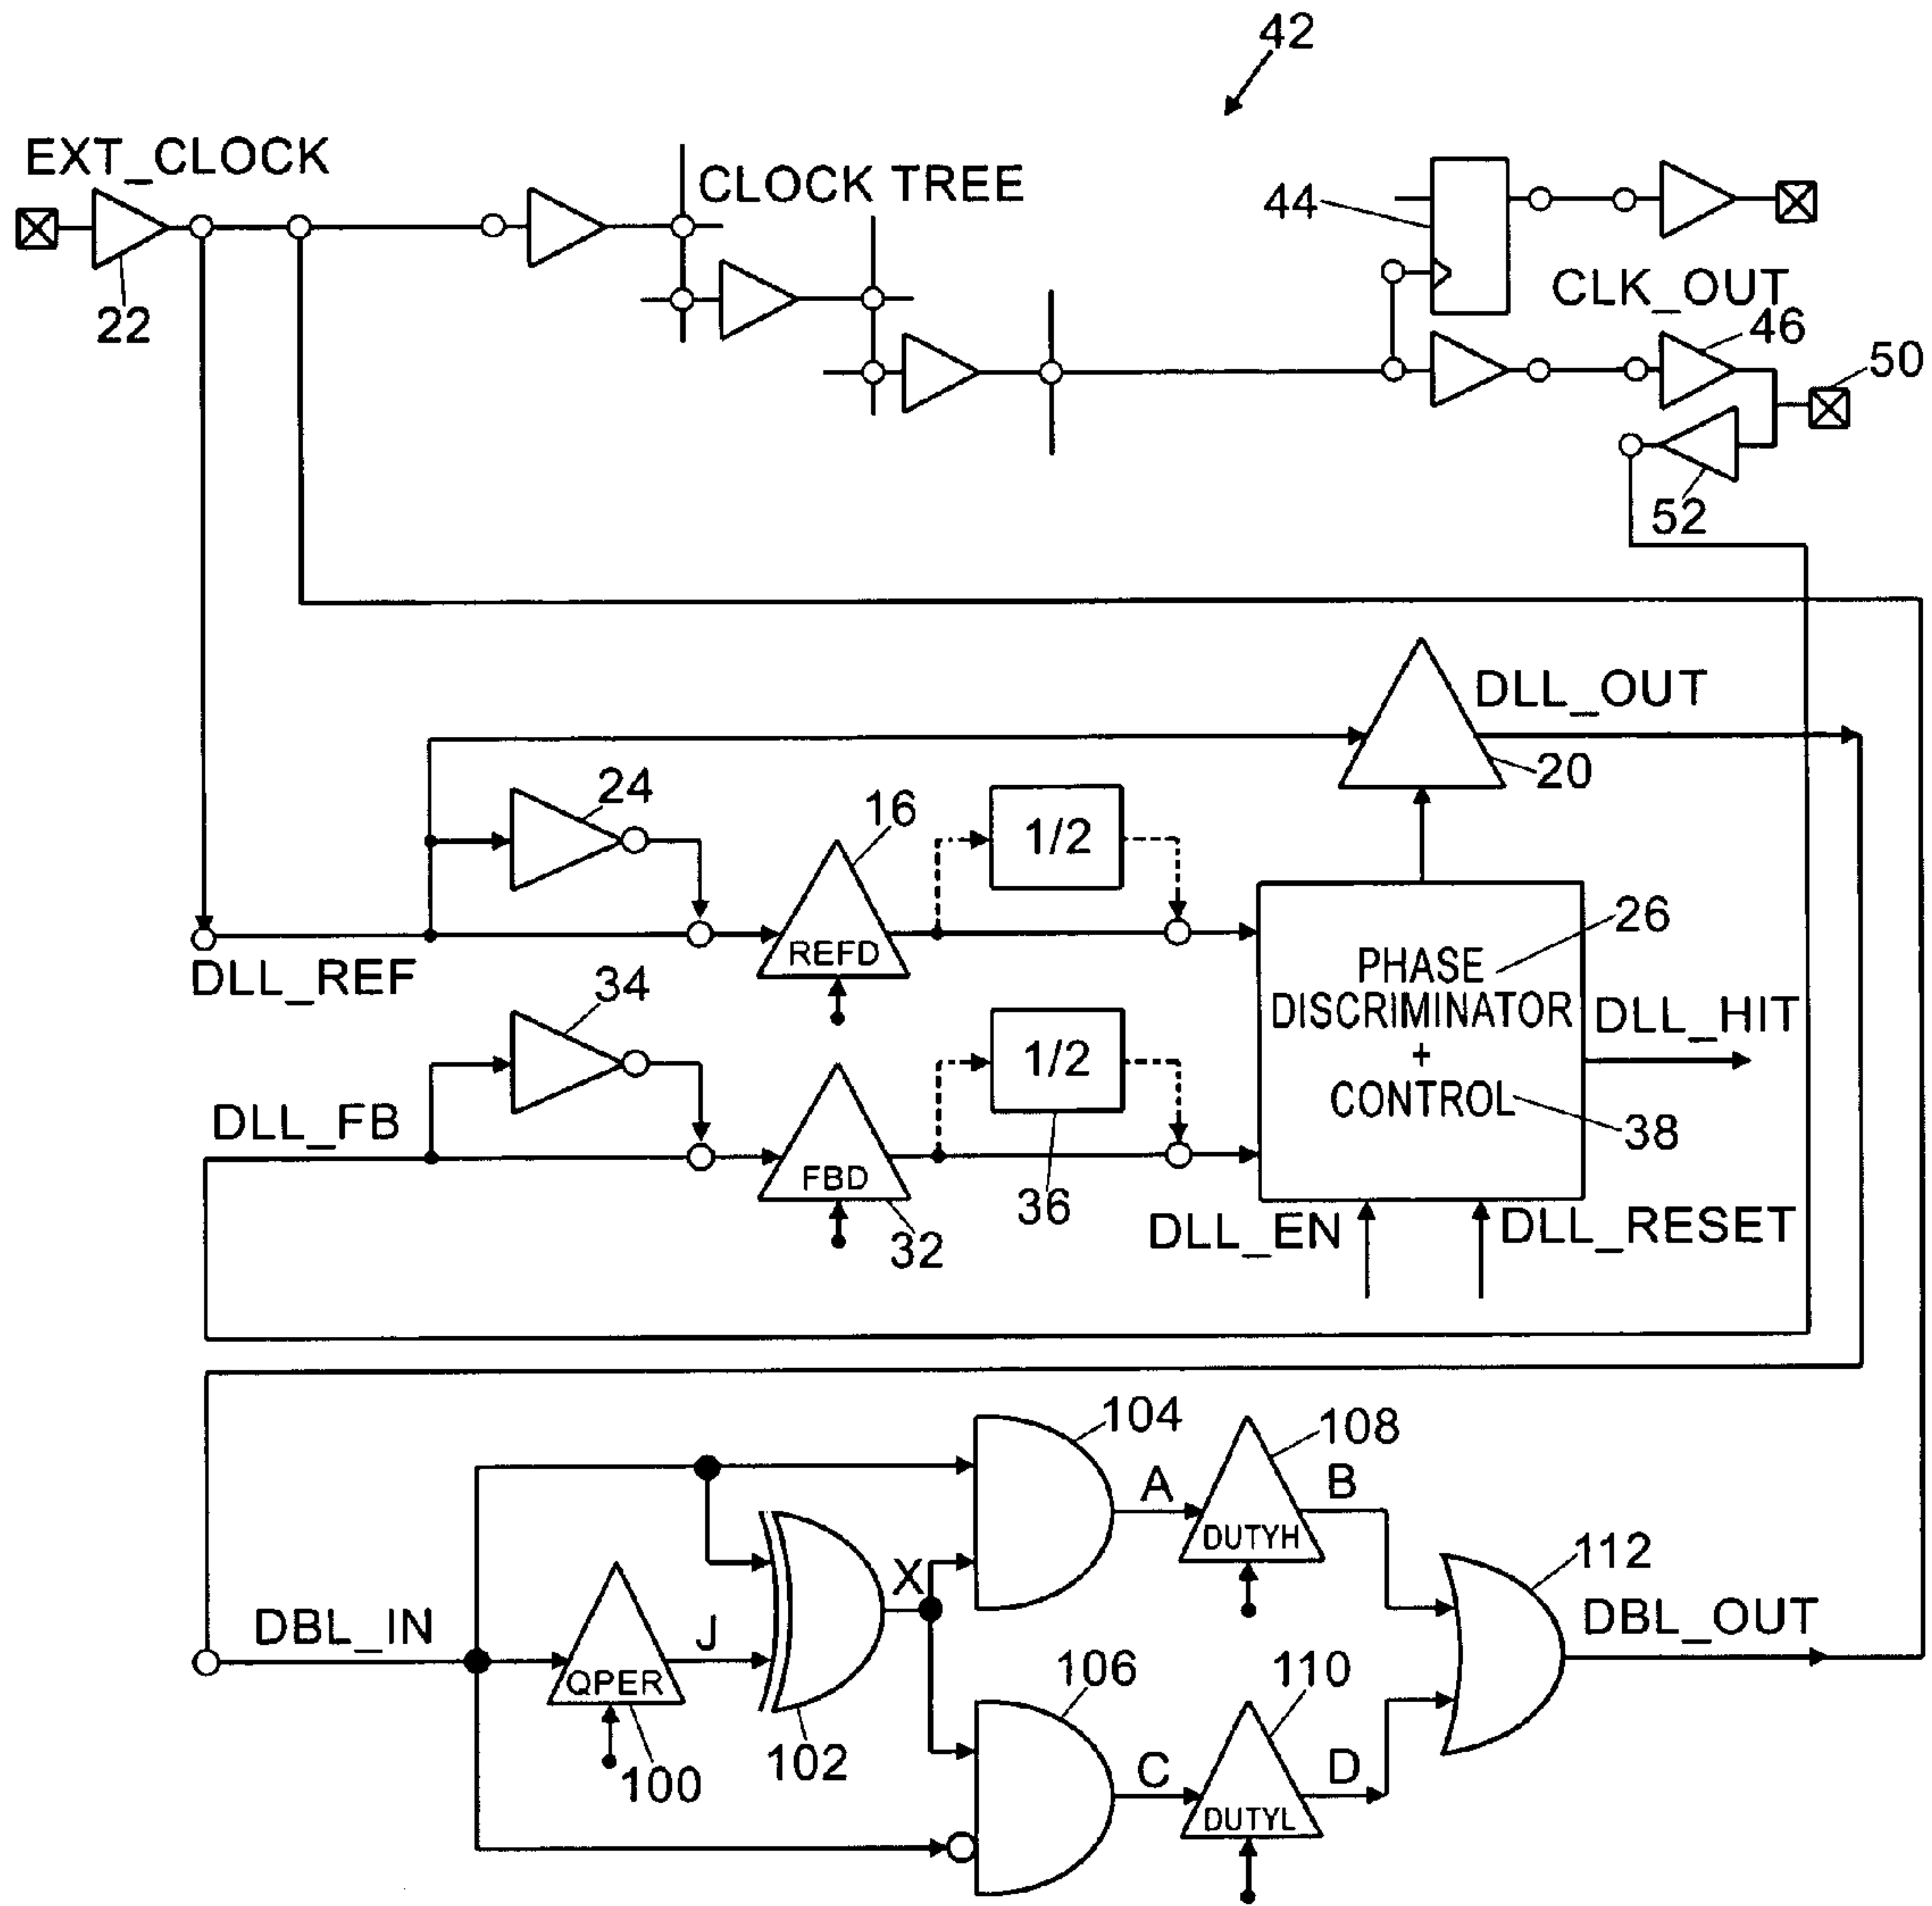 42
EXT_CLOCK
CLOCK TREE
44
22
CLK_OUT
46
50
52
DLL_OUT
20
24
16
1/2
REFD
DLL_REF
26
PHASE
DISCRIMINATOR
+
CONTROL
38
DLL_HIT
34
1/2
DLL_FB
FBD
36
32
DLL_EN
DLL_RESET
104
108
A
B
DUTYH
X
112
DBL_IN
J
DBL_OUT
QPER
106
110
102
100
C
D
DUTYL